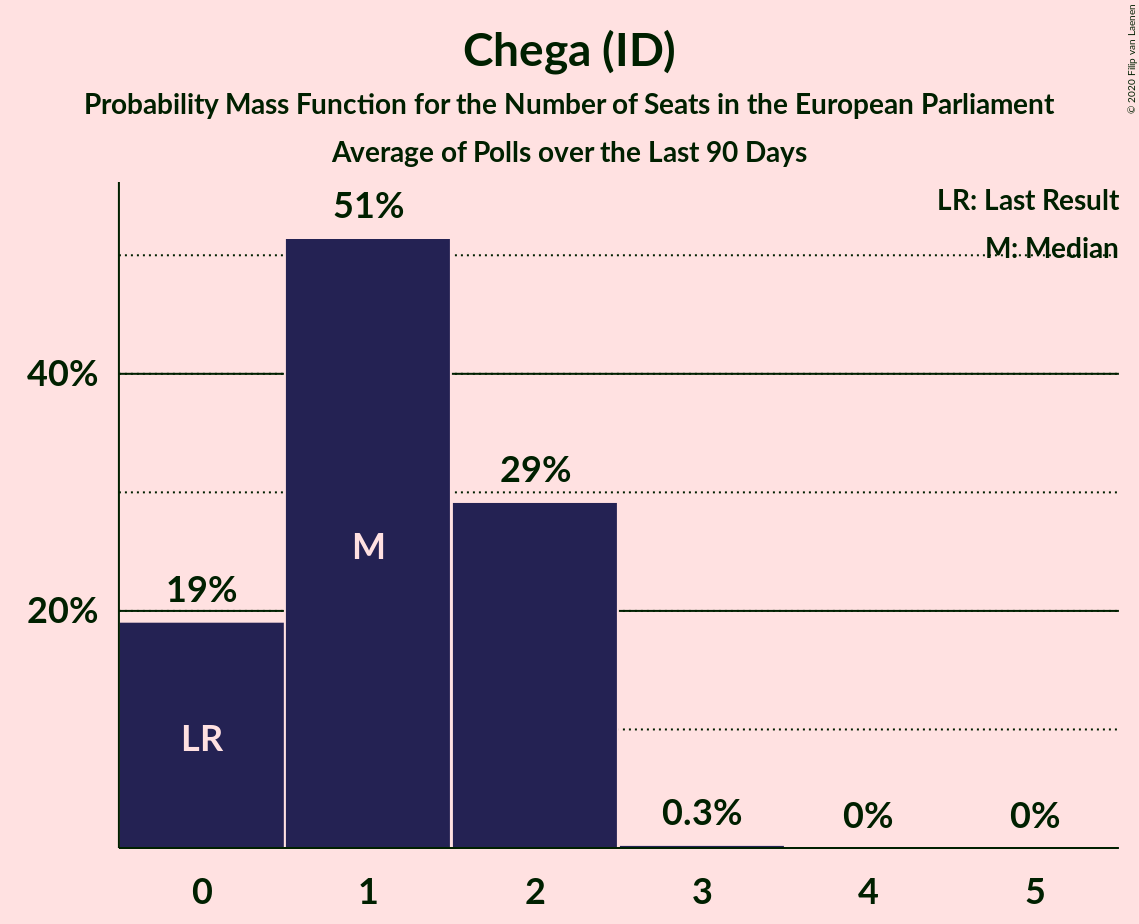 Chega (ID)
Probability Mass Function for the Number of Seats in the European Parliament
Average of Polls over the Last 90 Days
© 2020 Filip van Laenen
LR: Last Result
M: Median
51%
40%
29%
M
19%
20%
LR
0.3%
0%
0%
0
1
2
3
4
5